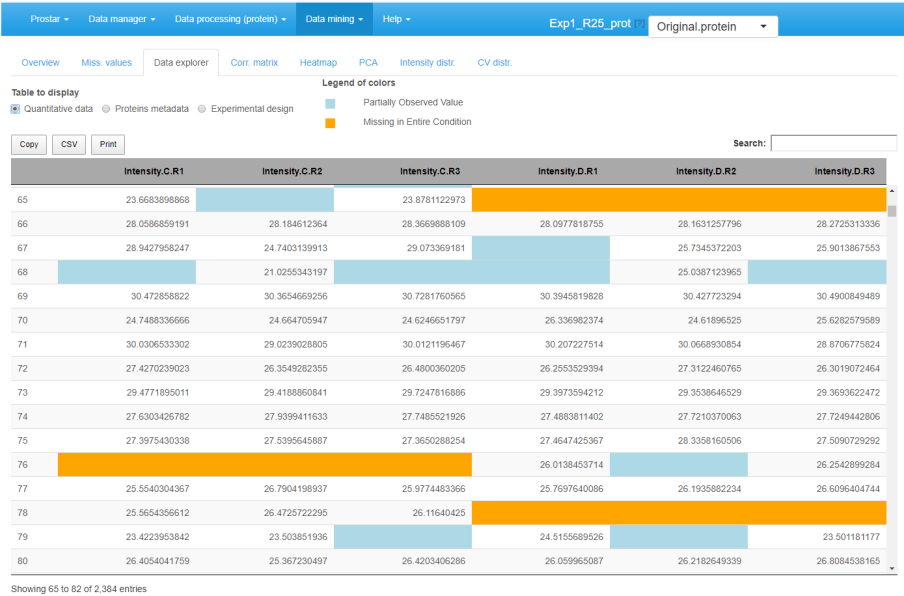 Prostar Data manager Data processing (protein) Data mining Help Exp1_R25_prot [?] Original.protein
Overview Miss. values Data explorer Corr. matrix Heatmap PCA Intensity distr. CV distr.
Table to display
Quantitative data Proteins metadata Experimental design
Legend of colors
Partially Observed Value
Missing in Entire Condition
Copy CSV Print Search:
Intensity.C.R1 Intensity.C.R2 Intensity.C.R3 Intensity.D.R1 Intensity.D.R2 Intensity.D.R3
65 23.6683898868 23.8781122973
66 28.0586859191 28.184612364 28.3669888109 28.0977818755 28.1631257796 28.2725313336
67 28.9427958247 24.7403139913 29.073369181 25.7345372203 25.9013867553
68 21.0255343197 25.0387123965
69 30.472858822 30.3654669256 30.7281760565 30.3945819828 30.427723294 30.4900849489
70 24.7488336666 24.664705947 24.6246651797 26.336982374 24.61896525 25.6282579589
71 30.0306533302 29.0239028805 30.0121196467 30.207227514 30.0668930854 28.8706775824
72 27.4270239023 26.3549282355 26.4800360205 26.2553529394 27.3122460765 26.3019072464
73 29.4771895011 29.4188860841 29.7247816886 29.3973594212 29.3538646529 29.3693622472
74 27.6303426782 27.9399411633 27.7485521926 27.4883811402 27.7210370063 27.7249442806
75 27.3975430338 27.5395645887 27.3650288254 27.4647425367 28.3358160506 27.5090729292
76 26.0138453714 26.2542899284
77 25.5540304367 26.7904198937 25.9774483366 25.7697640086 26.1935882234 26.6096404744
78 25.5654356612 26.4725722295 26.11640425
79 23.4223953842 23.503851936 24.5155689526 23.501181177
80 26.4054041759 25.367230497 26.4203406286 26.059965087 26.2182649339 26.8084538165
Showing 65 to 82 of 2,384 entries